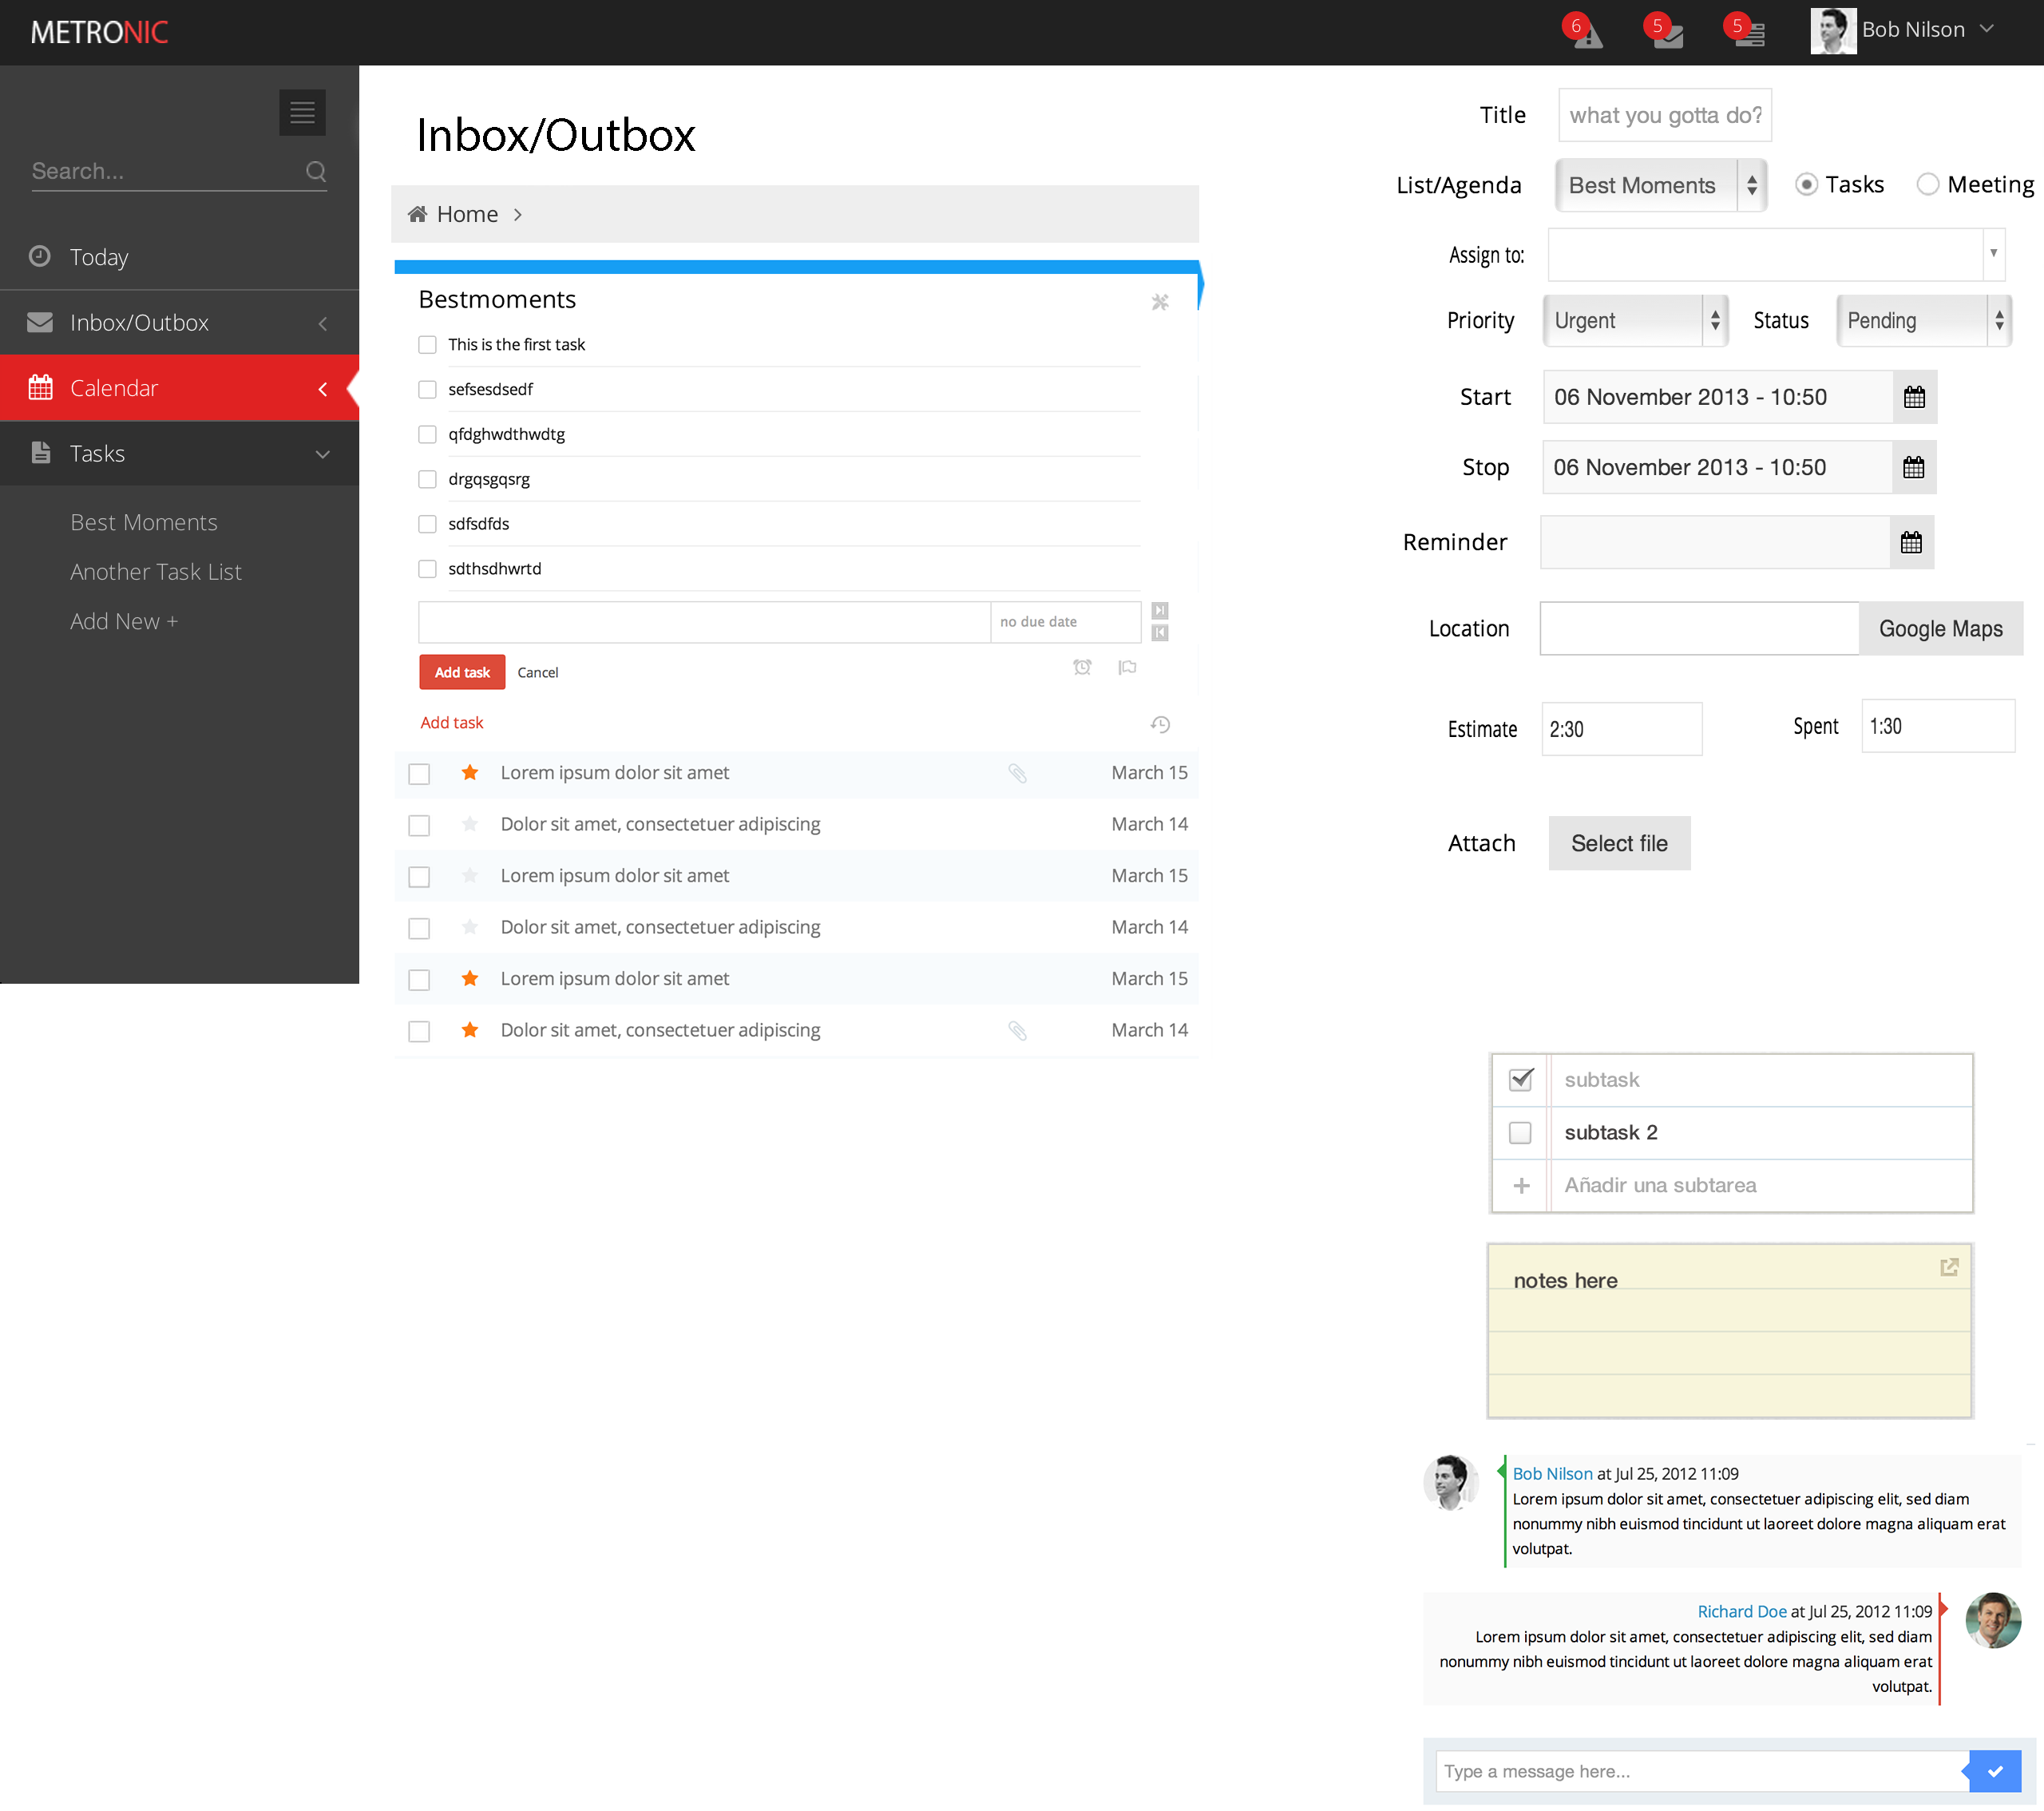 METRONIC
6
5
5
Bob Nilson
Search...
Today
Inbox/Outbox
Calendar
Tasks
Best Moments
Another Task List
Add New +
Inbox/Outbox
Home
Bestmoments
This is the first task
sefsesdsedf
qfdghwdthwdtg
drgqsgqsrg
sdfsdfds
sdthsdhwrtd
no due date
Add task Cancel
Add task
Lorem ipsum dolor sit amet March 15
Dolor sit amet, consectetuer adipiscing March 14
Lorem ipsum dolor sit amet March 15
Dolor sit amet, consectetuer adipiscing March 14
Lorem ipsum dolor sit amet March 15
Dolor sit amet, consectetuer adipiscing March 14
Title what you gotta do?
List/Agenda Best Moments Tasks Meeting
Assign to:
Priority Urgent Status Pending
Start 06 November 2013 - 10:50
Stop 06 November 2013 - 10:50
Reminder
Location Google Maps
Estimate 2:30 Spent 1:30
Attach Select file
subtask
subtask 2
Añadir una subtarea
notes here
Bob Nilson at Jul 25, 2012 11:09
Lorem ipsum dolor sit amet, consectetuer adipiscing elit, sed diam
nonummy nibh euismod tincidunt ut laoreet dolore magna aliquam erat
volutpat.
Richard Doe at Jul 25, 2012 11:09
Lorem ipsum dolor sit amet, consectetuer adipiscing elit, sed diam
nonummy nibh euismod tincidunt ut laoreet dolore magna aliquam erat
volutpat.
Type a message here...